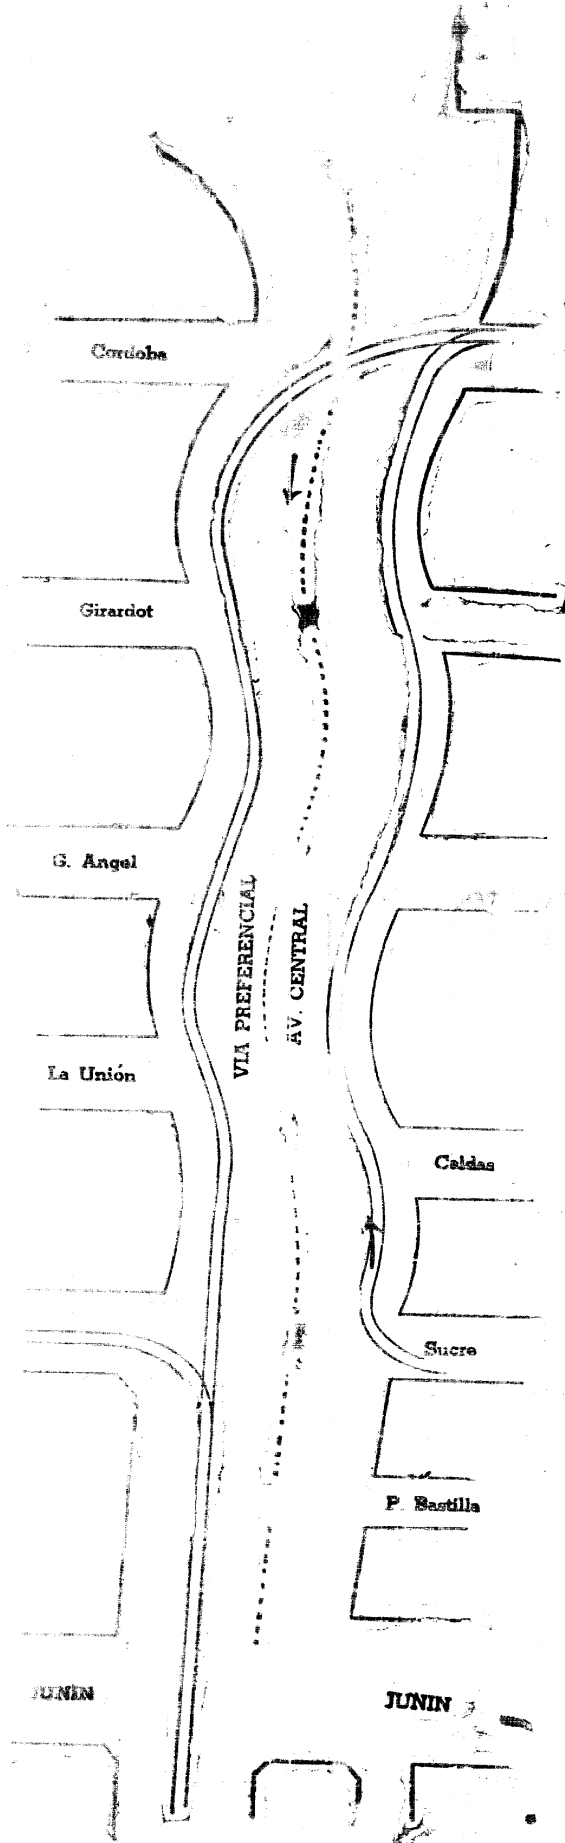 Cordoba
Girardot
G. Angel
VIA PREFERENCIAL
AV. CENTRAL
La Unión
Caldas
Sucre
P. Bastilla
JUNIN
JUNIN